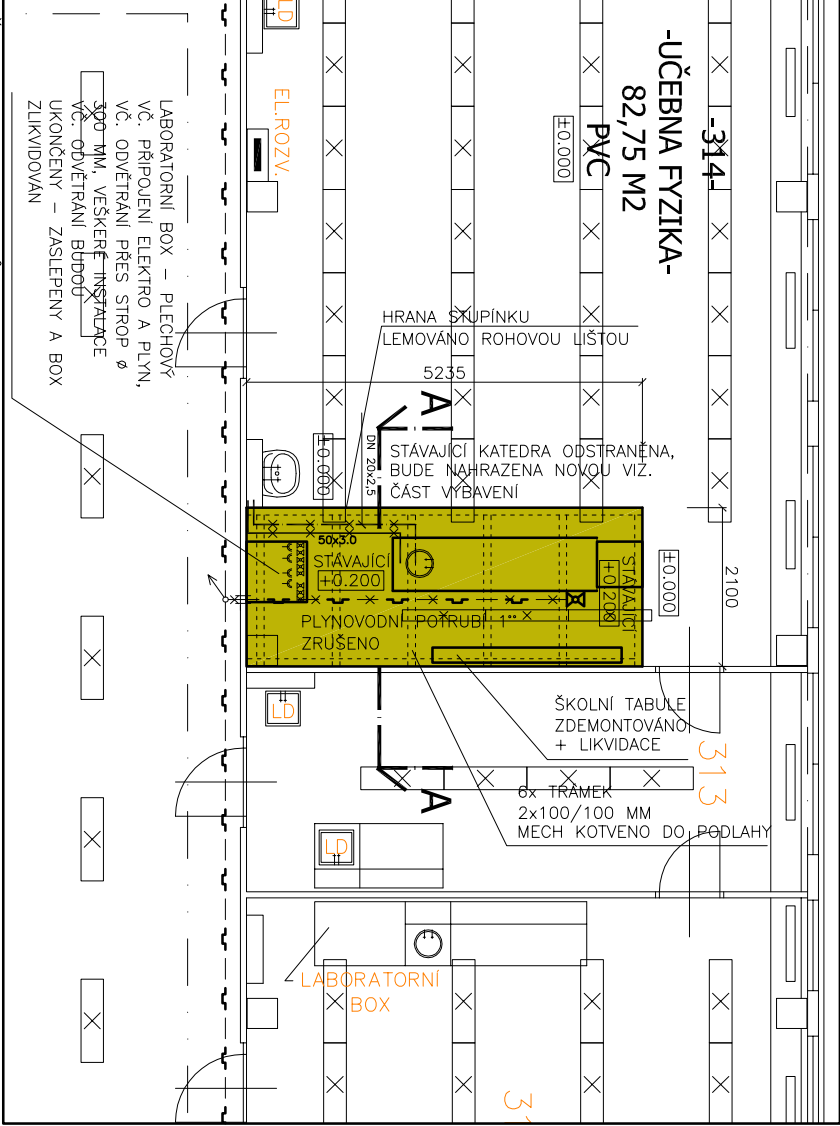 -314-
-UČEBNA FYZIKA-
82,75 M2
PVC
±0.000
LD
EL.ROZV.
LABORATORNÍ BOX – PLECHOVÝ
VČ. PŘIPOJENÍ ELEKTRO A PLYN,
VČ. ODVĚTRÁNÍ PŘES STROP Ø
300 MM, VEŠKERÉ INSTALACE
VČ. ODVĚTRÁNÍ BUDOU
UKONČENY – ZASLEPENY A BOX
ZLIKVIDOVÁN
HRANA STUPÍNKU
LEMOVÁNO ROHOVOU LIŠTOU
5235
A
DN 20x2,5
±0.000
STÁVAJÍCÍ KATEDRA ODSTRANĚNA,
BUDE NAHRAZENA NOVOU VIZ.
ČÁST VYBAVENÍ
50x3.0
STÁVAJÍCÍ
+0.200
STÁVAJÍCÍ
+0.200
±0.000
2100
PLYNOVODNÍ POTRUBÍ 1"
ZRUŠENO
LD
ŠKOLNÍ TABULE
ZDEMONTOVÁNO
+ LIKVIDACE
313
A
6x TRÁMEK
2x100/100 MM
MECH KOTVENO DO PODLAHY
LD
LABORATORNÍ
BOX